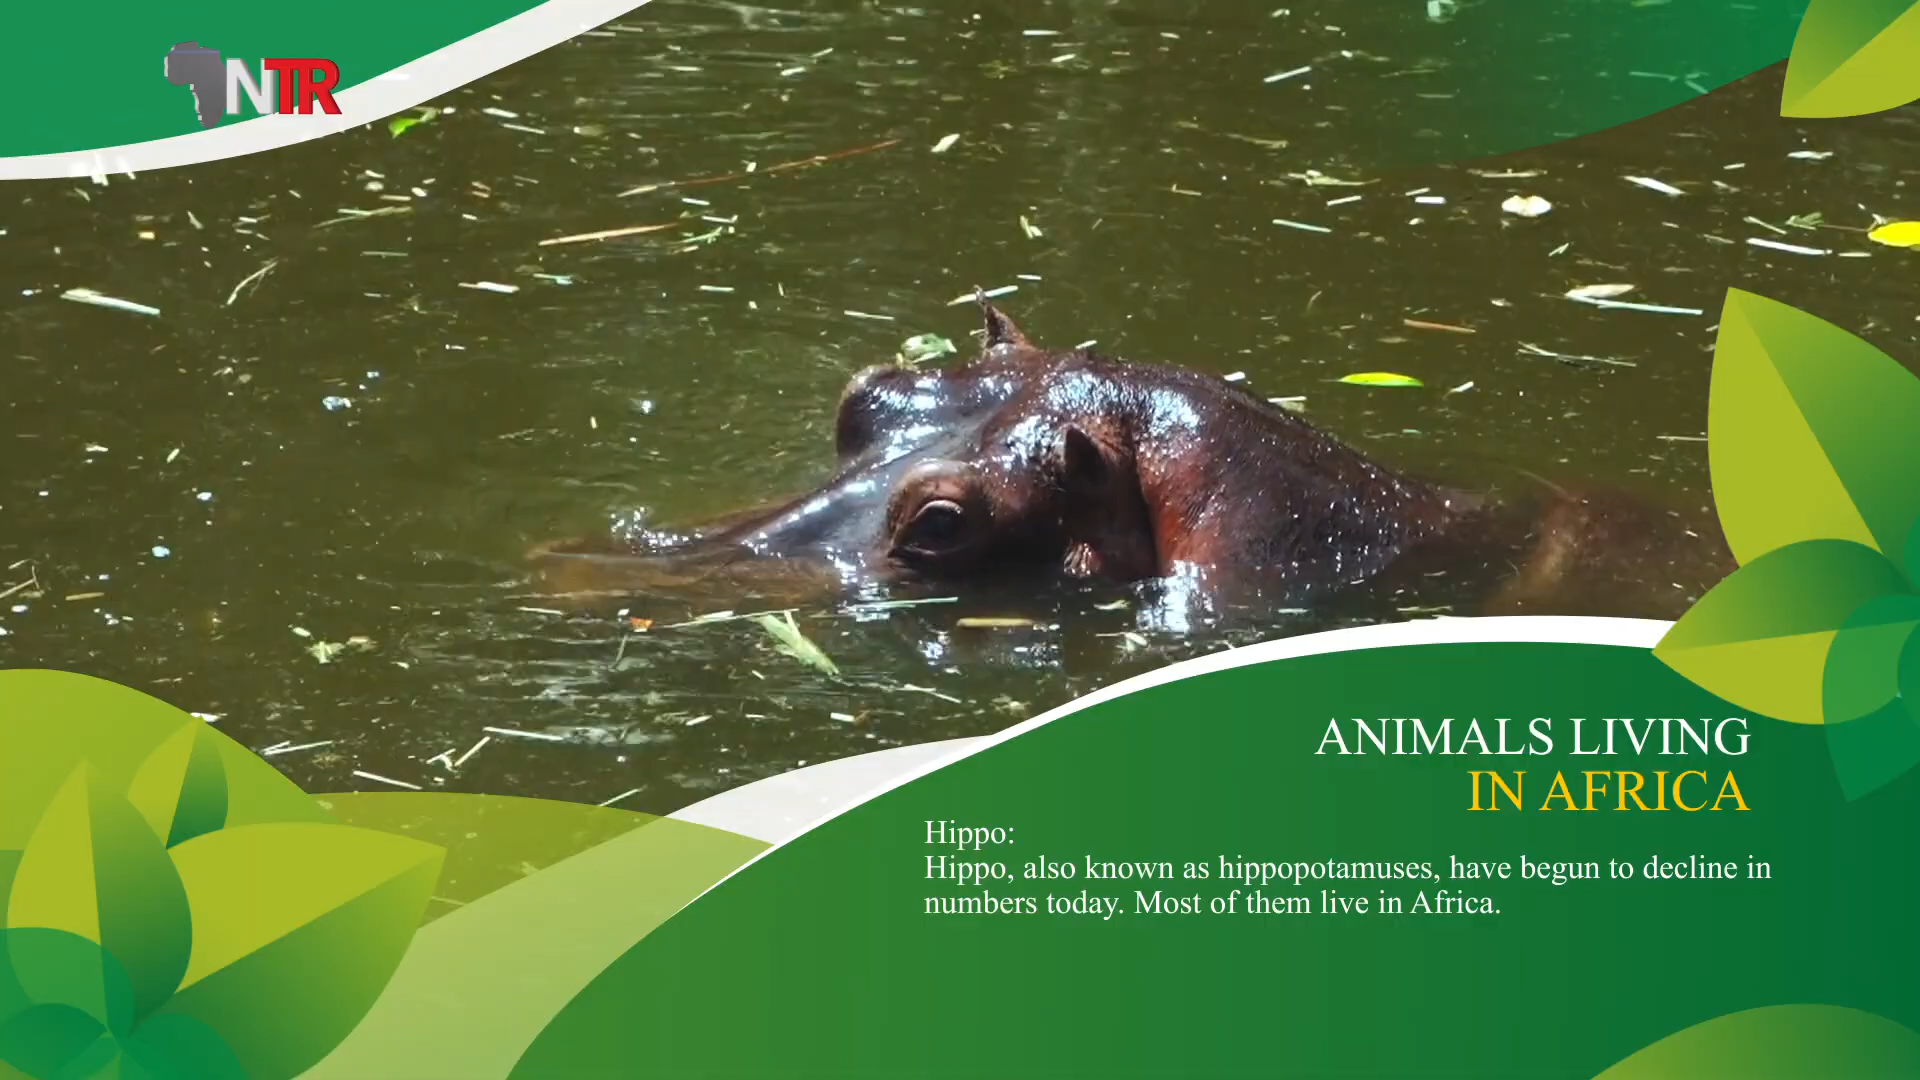 NTR
ANIMALS LIVING
IN AFRICA
Hippo:
Hippo, also known as hippopotamuses, have begun to decline in
numbers today. Most of them live in Africa.